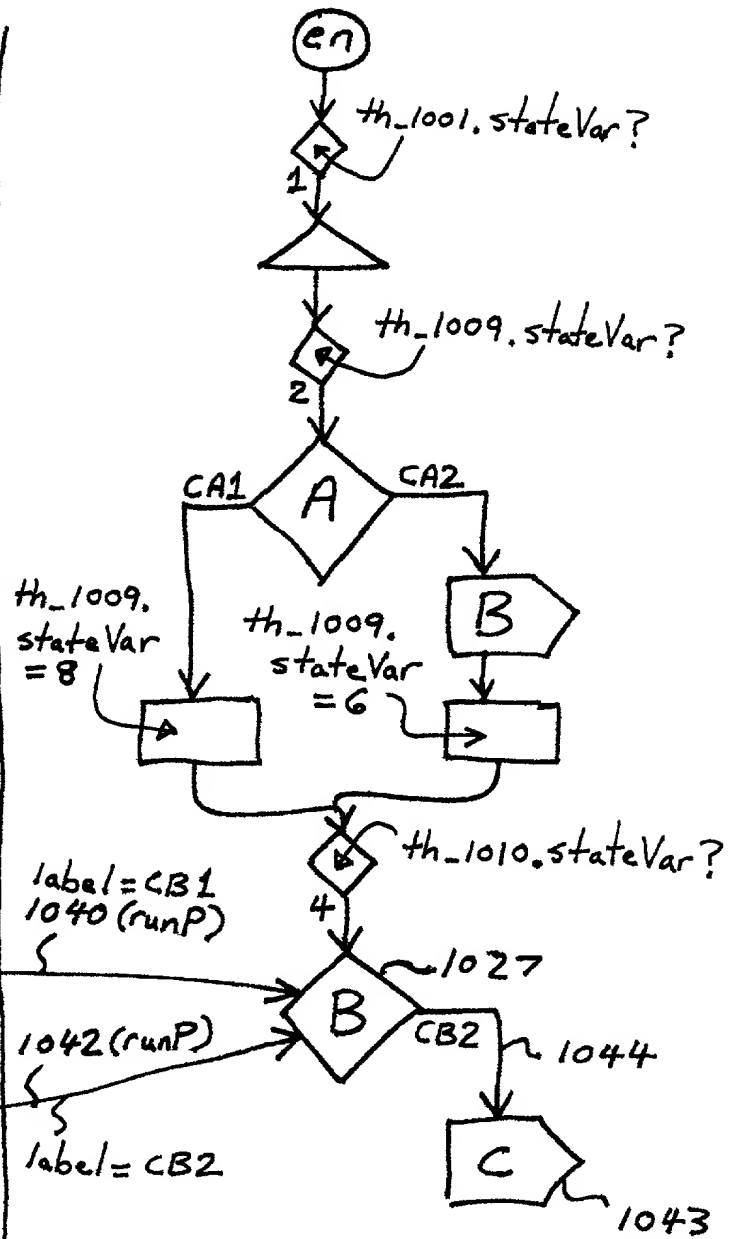 en
th_1001.stateVar?
1
th_1009.stateVar?
2
A
CA1
CA2
B
th_1009.
stateVar
=8
th_1009.
stateVar
=6
th_1010.stateVar?
4
label=CB1
1040(runP)
1027
B
CB2
1042(runP)
1044
label=CB2
C
1043